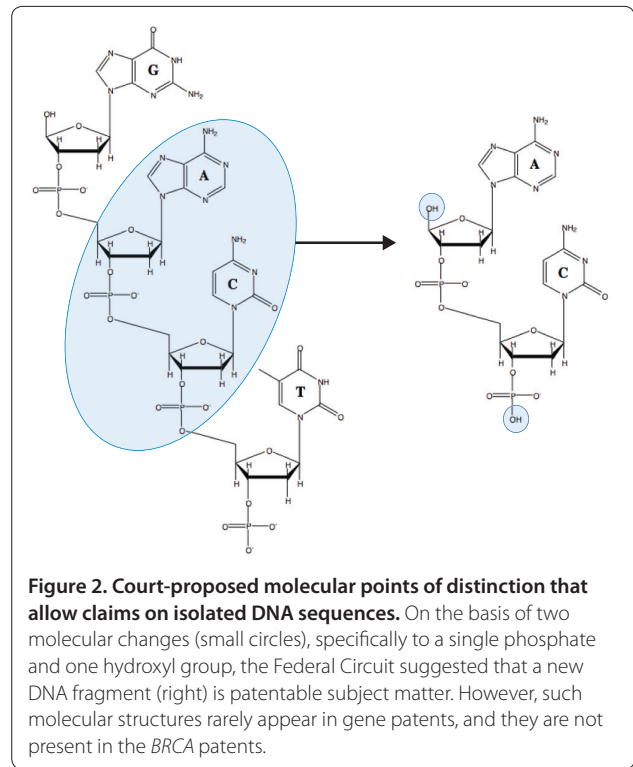 O
N
NH
G
N
N
NH₂
OH
O
H
H
H
O
O=P—O⁻
O
NH₂
N
N
A
N
N
O
H
H
H
O
O=P—O⁻
O
NH₂
N
C
N
O
O
H
H
H
O
O=P—O⁻
O
O
NH
T
N
O
O
H
H
H
O
O=P—O⁻
O⁻
NH₂
N
N
A
N
N
OH
O
H
H
H
O
O=P—O⁻
O
NH₂
N
C
N
O
O
H
H
H
O
O=P—O⁻
OH
Figure 2. Court-proposed molecular points of distinction that
allow claims on isolated DNA sequences. On the basis of two
molecular changes (small circles), specifically to a single phosphate
and one hydroxyl group, the Federal Circuit suggested that a new
DNA fragment (right) is patentable subject matter. However, such
molecular structures rarely appear in gene patents, and they are not
present in the BRCA patents.